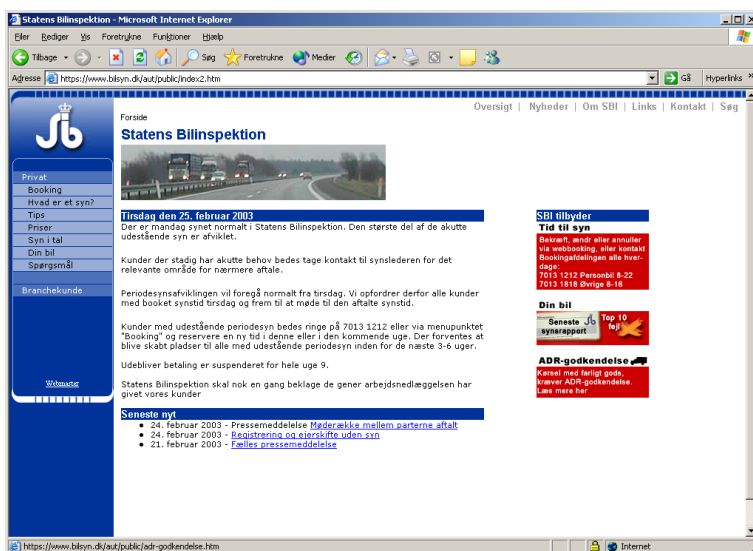 Statens Bilinspektion - Microsoft Internet Explorer
Filer Rediger Vis Foretrukne Funktioner Hjælp
Tilbage Søg Foretrukne Medier
Adresse https://www.bilsyn.dk/aut/public/index2.htm Gå Hyperlinks »
Oversigt | Nyheder | Om SBI | Links | Kontakt | Søg
Forside
Statens Bilinspektion
Privat
Booking
Hvad er et syn?
Tips
Priser
Syn i tal
Din bil
Spørgsmål
Branchekunde
Webmaster
Tirsdag den 25. februar 2003
Der er mandag synet normalt i Statens Bilinspektion. Den største del af de akutte
udestående syn er afviklet.
Kunder der stadig har akutte behov bedes tage kontakt til synslederen for det
relevante område for nærmere aftale.
Periodesynsafviklingen vil foregå normalt fra tirsdag. Vi opfordrer derfor alle kunder
med booket synstid tirsdag og frem til at møde til den aftalte synstid.
Kunder med udestående periodesyn bedes ringe på 7013 1212 eller via menupunktet
"Booking" og reservere en ny tid i denne eller i den kommende uge. Der forventes at
blive skabt pladser til alle med udestående periodesyn inden for de næste 3-6 uger.
Udebliver betaling er suspenderet for hele uge 9.
Statens Bilinspektion skal nok en gang beklage de gener arbejdsnedlæggelsen har
givet vores kunder
Seneste nyt
• 24. februar 2003 - Pressemeddelelse Møderække mellem parterne aftalt
• 24. februar 2003 - Registrering og ejerskifte uden syn
• 21. februar 2003 - Fælles pressemeddelelse
SBI tilbyder
Tid til syn
Bekræft, ændr eller annuller
via webbooking, eller kontakt
Bookingafdelingen alle hver-
dage:
7013 1212 Personbil 8-22
7013 1818 Øvrige 8-16
Din bil
Seneste
synsrapport
Top 10
fejl
ADR-godkendelse
Kørsel med farligt gods,
kræver ADR-godkendelse.
Læs mere her
https://www.bilsyn.dk/aut/public/adr-godkendelse.htm Internet